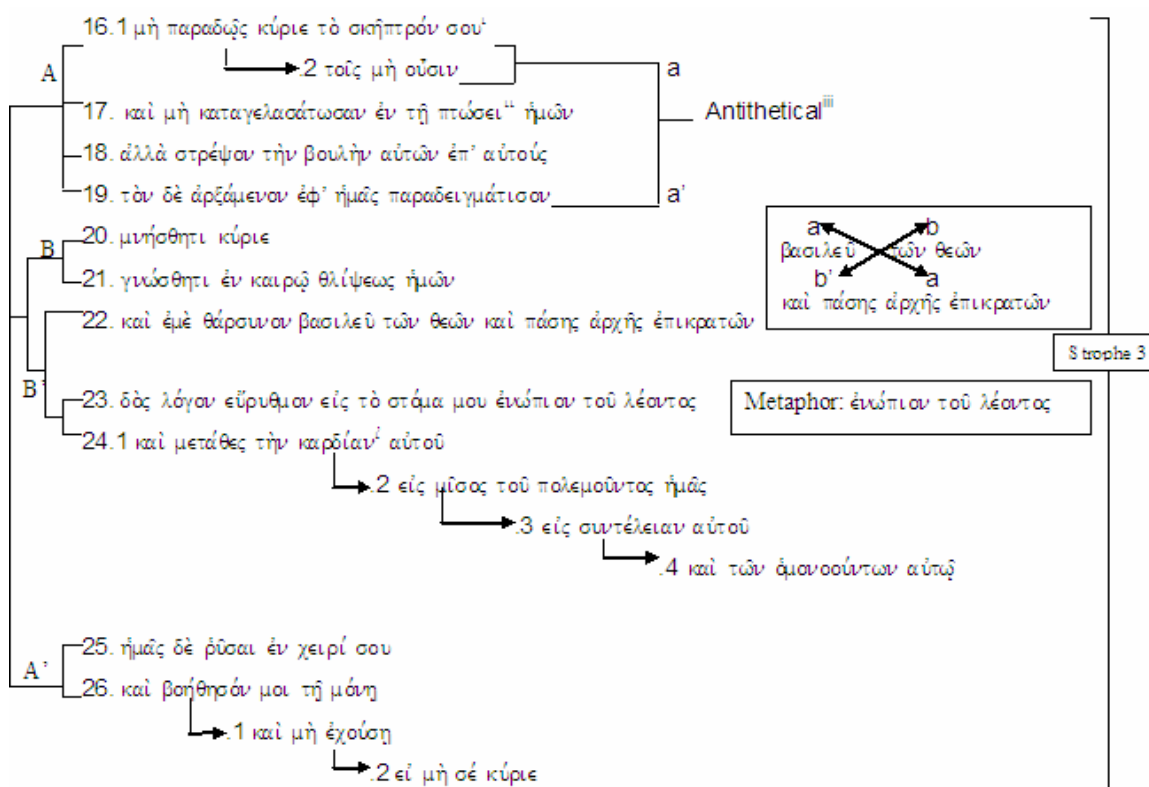 16.1 μὴ παραδῷς κύριε τὸ σκῆπτρόν σου
A .2 τοῖς μὴ οὖσιν a
17. καὶ μὴ καταγελασάτωσαν ἐν τῇ πτώσει ἡμῶν Antithetical iii
18. ἀλλὰ στρέψον τὴν βουλὴν αὐτῶν ἐπ’ αὐτούς
19. τὸν δὲ ἀρξάμενον ἐφ’ ἡμᾶς παραδειγμάτισον a’
20. μνήσθητι κύριε a b
B βασιλεῦ τῶν θεῶν
21. γνώσθητι ἐν καιρῷ θλίψεως ἡμῶν b’ a
καὶ πάσης ἀρχῆς ἐπικρατῶν
22. καὶ ἐμὲ θάρσυνον βασιλεῦ τῶν θεῶν καὶ πάσης ἀρχῆς ἐπικρατῶν
Strophe 3
B’
23. δὸς λόγον εὔρυθμον εἰς τὸ στόμα μου ἐνώπιον τοῦ λέοντος Metaphor: ἐνώπιον τοῦ λέοντος
24.1 καὶ μετάθες τὴν καρδίαν αὐτοῦ
.2 εἰς μῖσος τοῦ πολεμοῦντος ἡμᾶς
.3 εἰς συντέλειαν αὐτοῦ
.4 καὶ τῶν ὁμονοούντων αὐτῷ
25. ἡμᾶς δὲ ῥῦσαι ἐν χειρί σου
A’
26. καὶ βοήθησόν μοι τῇ μόνῃ
.1 καὶ μὴ ἐχούσῃ
.2 εἰ μὴ σέ κύριε